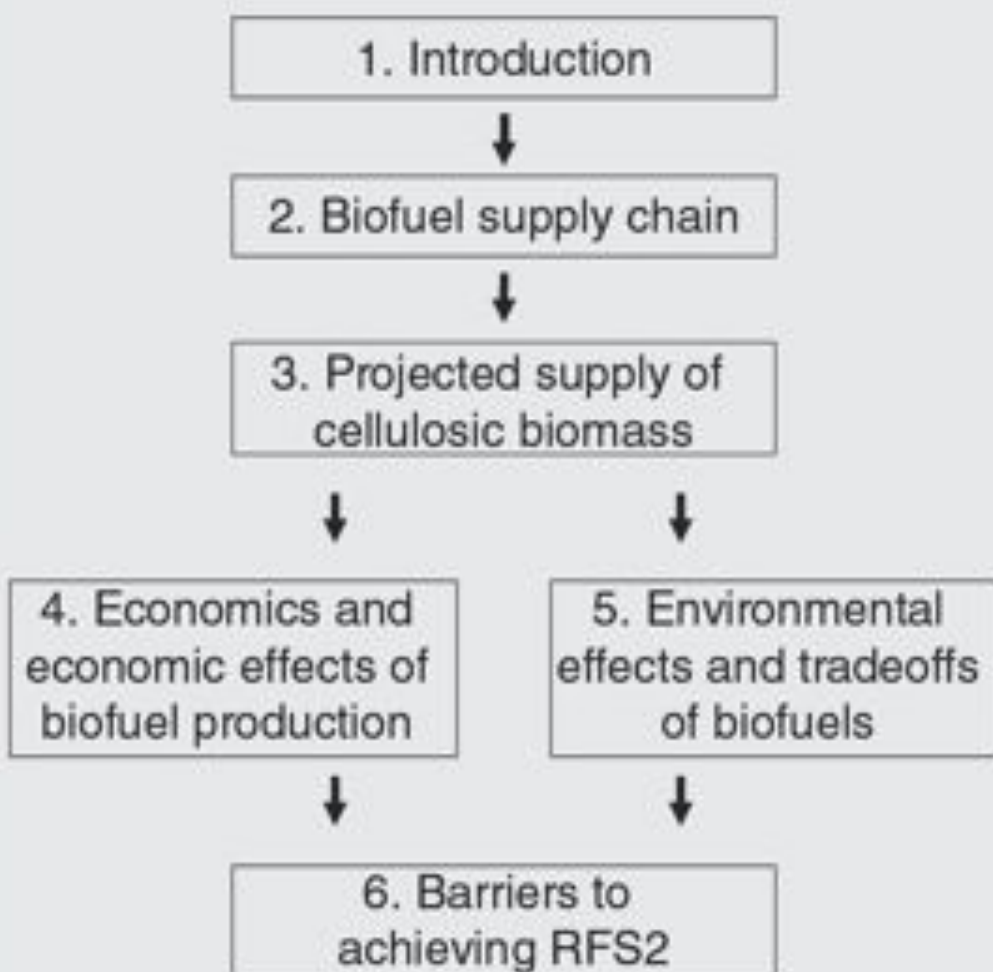 1. Introduction
2. Biofuel supply chain
3. Projected supply of
cellulosic biomass
4. Economics and
economic effects of
biofuel production
5. Environmental
effects and tradeoffs
of biofuels
6. Barriers to
achieving RFS2